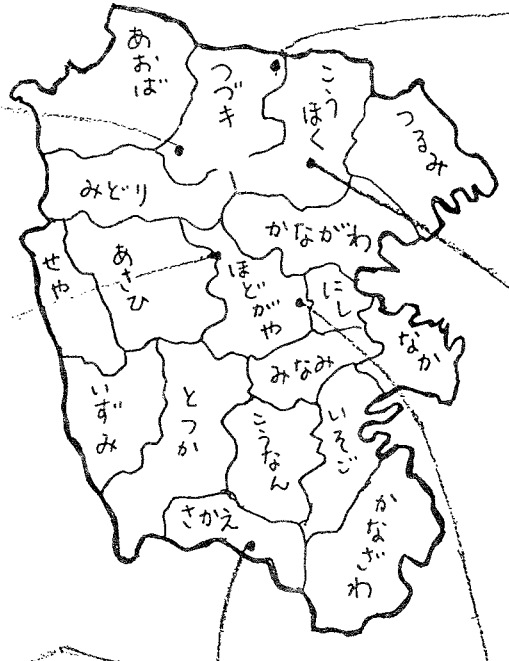 あおば
つづき
こうほく
つるみ
みどり
かながわ
せや
あさひ
ほどがや
にし
なか
みなみ
いずみ
とつか
こうなん
いそご
さかえ
かなざわ